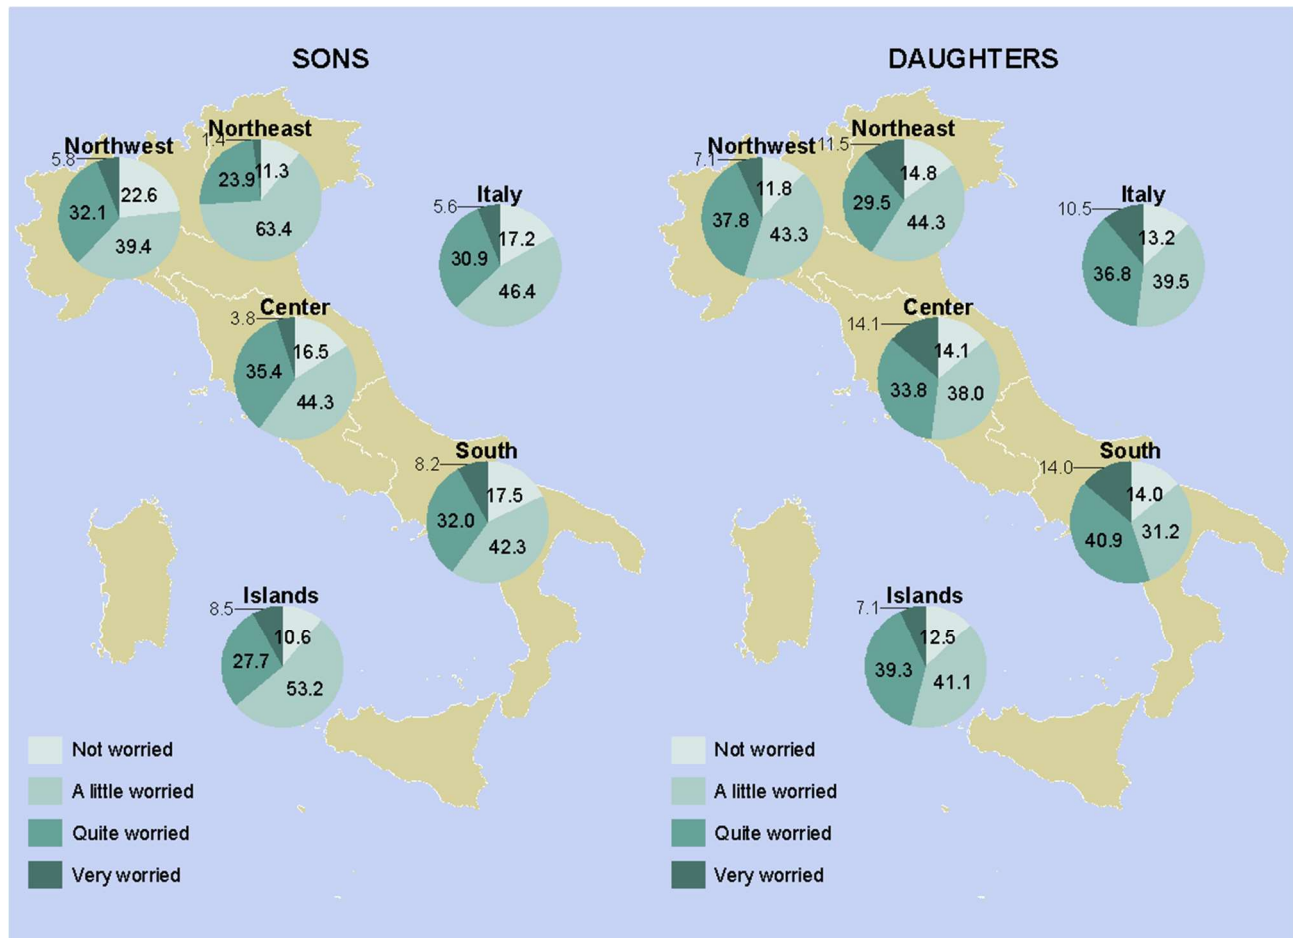 SONS
Northwest
5.8
22.6
32.1
39.4
Northeast
1.4
11.3
23.9
63.4
Italy
5.6
17.2
30.9
46.4
Center
3.8
16.5
35.4
44.3
South
8.2
17.5
32.0
42.3
Islands
8.5
10.6
27.7
53.2
Not worried
A little worried
Quite worried
Very worried
DAUGHTERS
Northwest
7.1
11.8
37.8
43.3
Northeast
11.5
14.8
29.5
44.3
Italy
10.5
13.2
36.8
39.5
Center
14.1
14.1
33.8
38.0
South
14.0
14.0
40.9
31.2
Islands
7.1
12.5
39.3
41.1
Not worried
A little worried
Quite worried
Very worried